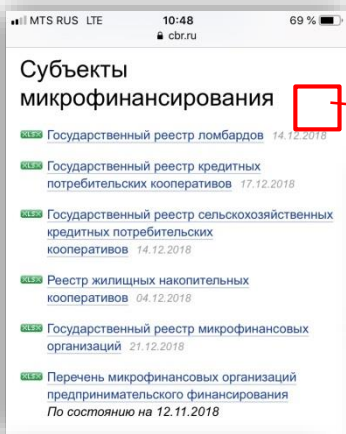 MTS RUS LTE 10:48 69 %
cbr.ru
Субъекты
микрофинансирования
XLSX Государственный реестр ломбардов 14.12.2018
XLSX Государственный реестр кредитных
потребительских кооперативов 17.12.2018
XLSX Государственный реестр сельскохозяйственных
кредитных потребительских
кооперативов 14.12.2018
XLSX Реестр жилищных накопительных
кооперативов 04.12.2018
XLSX Государственный реестр микрофинансовых
организаций 21.12.2018
XLSX Перечень микрофинансовых организаций
предпринимательского финансирования
По состоянию на 12.11.2018